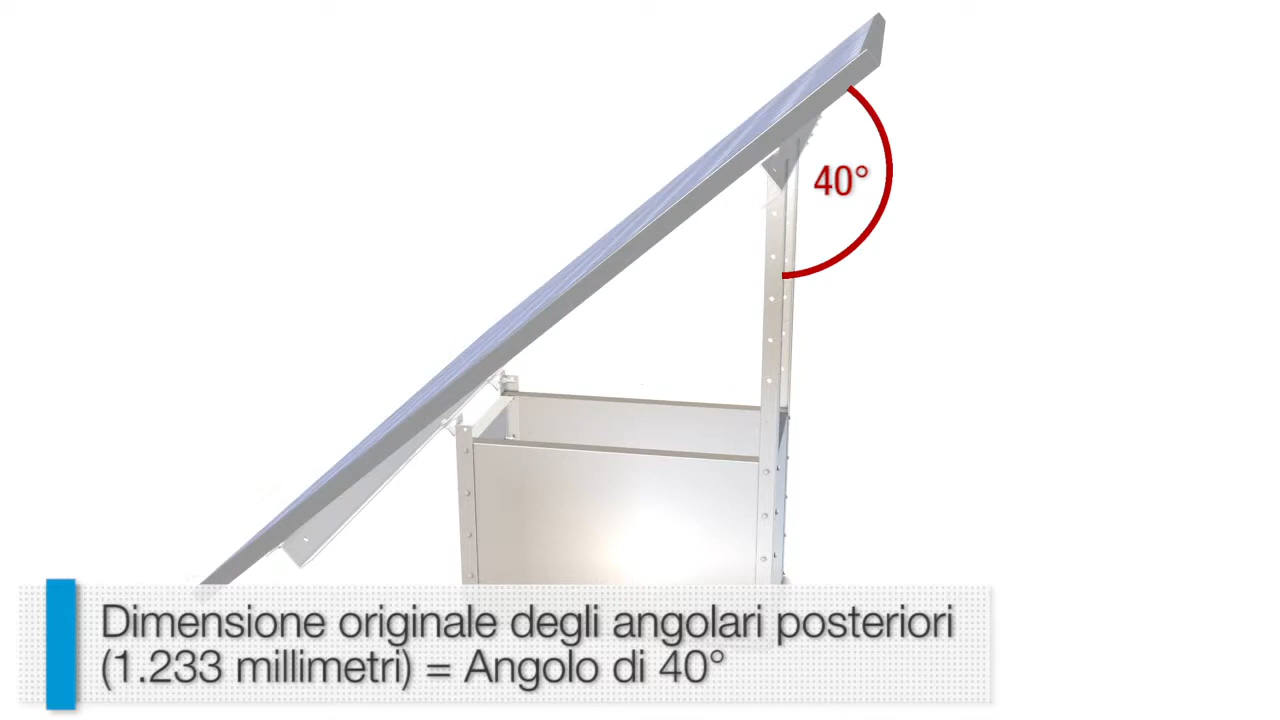 40°
Dimensione originale degli angolari posteriori
(1.233 millimetri) = Angolo di 40°